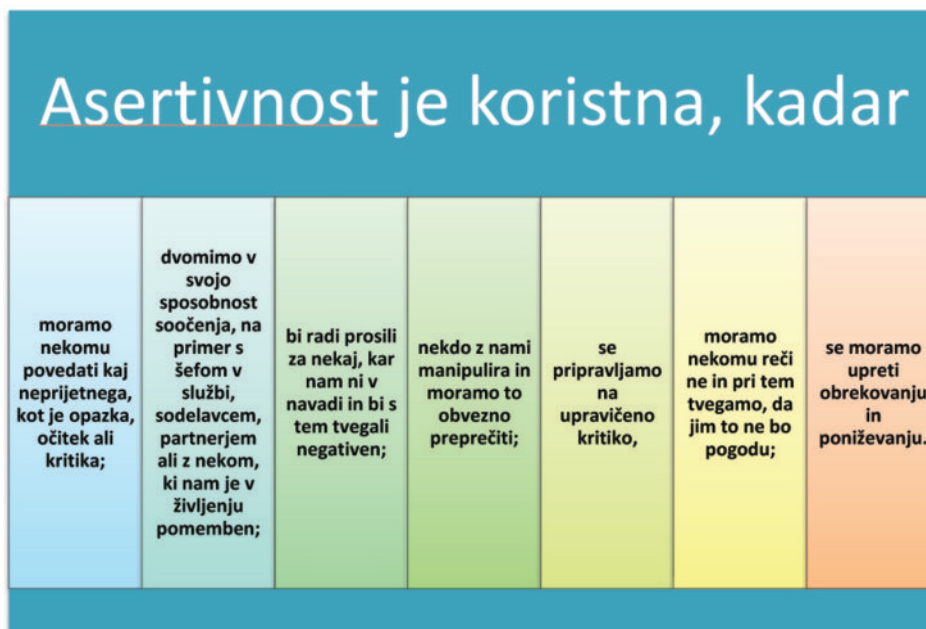 Asertivnost je koristna, kadar
moramo
nekomu
povedati kaj
neprijetnega,
kot je opazka,
očitek ali
kritika;
dvomimo v
svojo
sposobnost
soočenja, na
primer s
šefom v
službi,
sodelavcem,
partnerjem
ali z nekom,
ki nam je v
življenju
pomemben;
bi radi prosili
za nekaj, kar
nam ni v
navadi in bi s
tem tvegali
negativen;
nekdo z nami
manipulira in
moramo to
obvezno
preprečiti;
se
pripravljamo
na
upravičeno
kritiko,
moramo
nekomu reči
ne in pri tem
tvegamo, da
jim to ne bo
pogodu;
se moramo
upreti
obrekovanju
in
poniževanju.